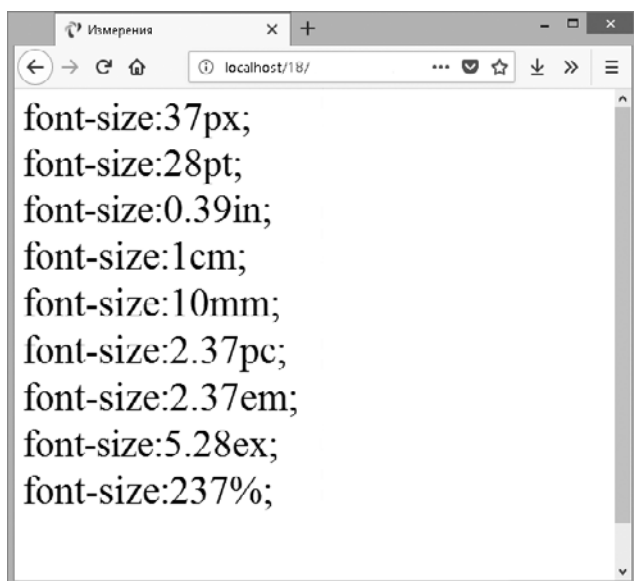 Измерения
localhost/18/
font-size:37px;
font-size:28pt;
font-size:0.39in;
font-size:1cm;
font-size:10mm;
font-size:2.37pc;
font-size:2.37em;
font-size:5.28ex;
font-size:237%;